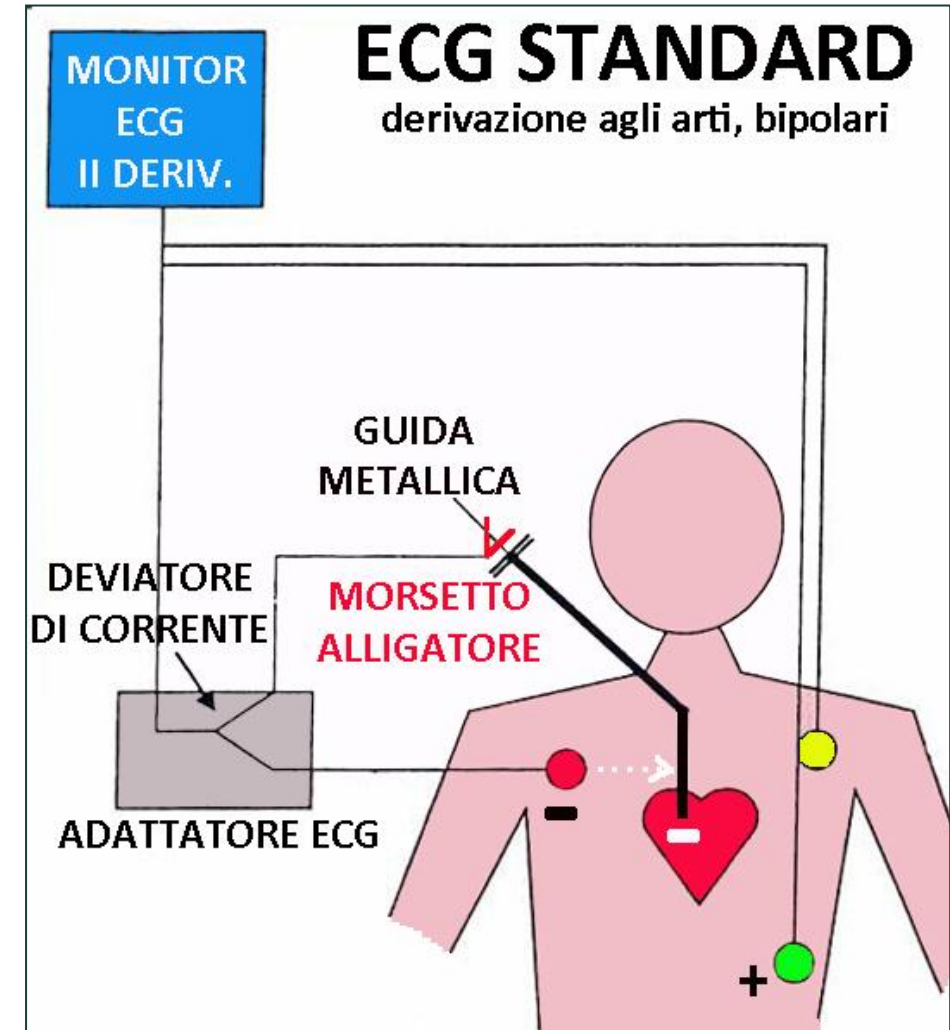 MONITOR
ECG
II DERIV.
ECG STANDARD
derivazione agli arti, bipolari
GUIDA
METALLICA
DEVIATORE
DI CORRENTE
MORSETTO
ALLIGATORE
ADATTATORE ECG
-
-
+